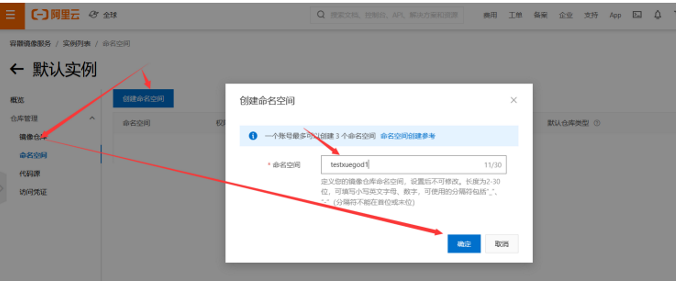 阿里云 全球
搜索文档、控制台、API、解决方案和资源 费用 工单 备案 企业 支持 App
容器镜像服务 / 实例列表 / 命名空间
← 默认实例
概览
仓库管理
镜像仓库
命名空间
代码源
访问凭证
创建命名空间
命名空间
默认仓库类型
创建命名空间
一个账号最多可以创建 3 个命名空间 命名空间创建参考
* 命名空间 testxuegod1 11/30
定义您的镜像仓库命名空间，设置后不可修改。长度为2-30
位，可填写小写英文字母、数字，可使用的分隔符包括"_"、
"-"（分隔符不能在首位或末位）
确定 取消